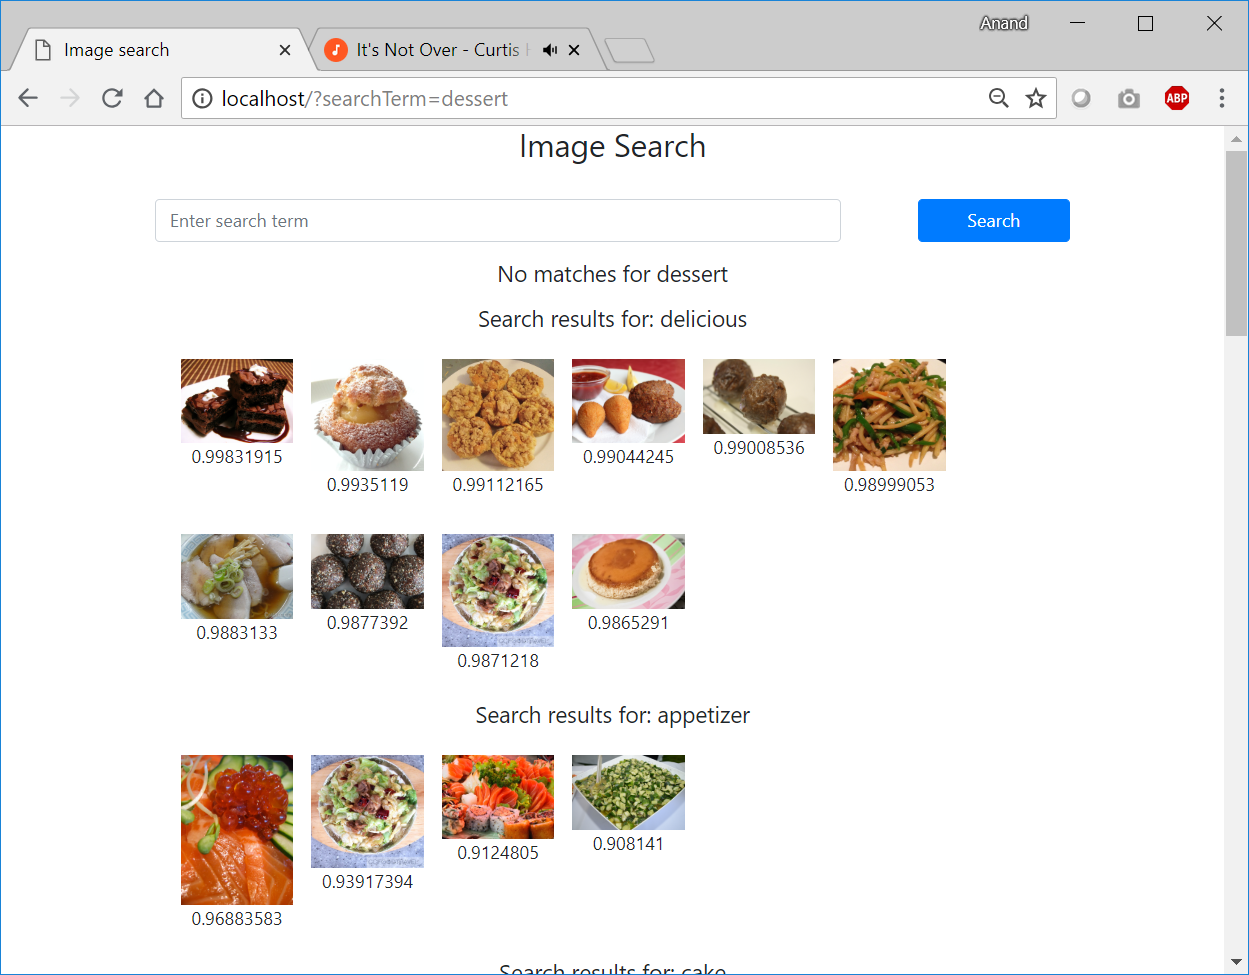 Anand
Image search
It's Not Over - Curtis
localhost/?searchTerm=dessert
ABP
Image Search
Enter search term
Search
No matches for dessert
Search results for: delicious
0.99831915
0.9935119
0.99112165
0.99044245
0.99008536
0.98999053
0.9883133
0.9877392
0.9871218
0.9865291
Search results for: appetizer
0.96883583
0.93917394
0.9124805
0.908141
Search results for: cake